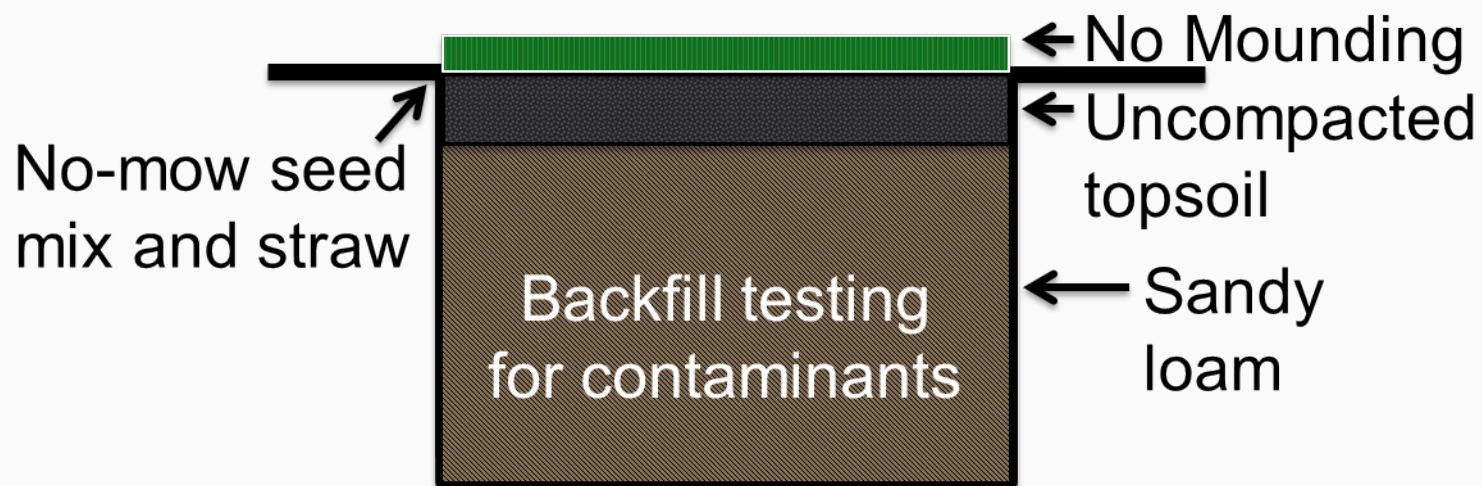 No Mounding
Uncompacted
topsoil
No-mow seed
mix and straw
Backfill testing
for contaminants
Sandy
loam